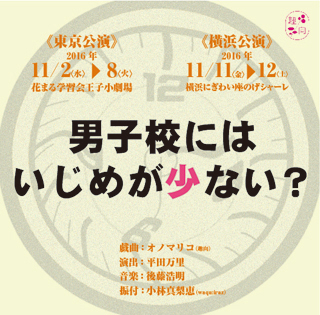 趣向
《東京公演》
2016年
11/2(水)▶8(火)
花まる学習会王子小劇場
《横浜公演》
2016年
11/11(金)▶12(土)
横浜にぎわい座のげシャーレ
男子校には
いじめが少ない？
戯曲：オノマリコ(趣向)
演出：平田万里
音楽：後藤浩明
振付：小林真梨恵(waqu:iraz)